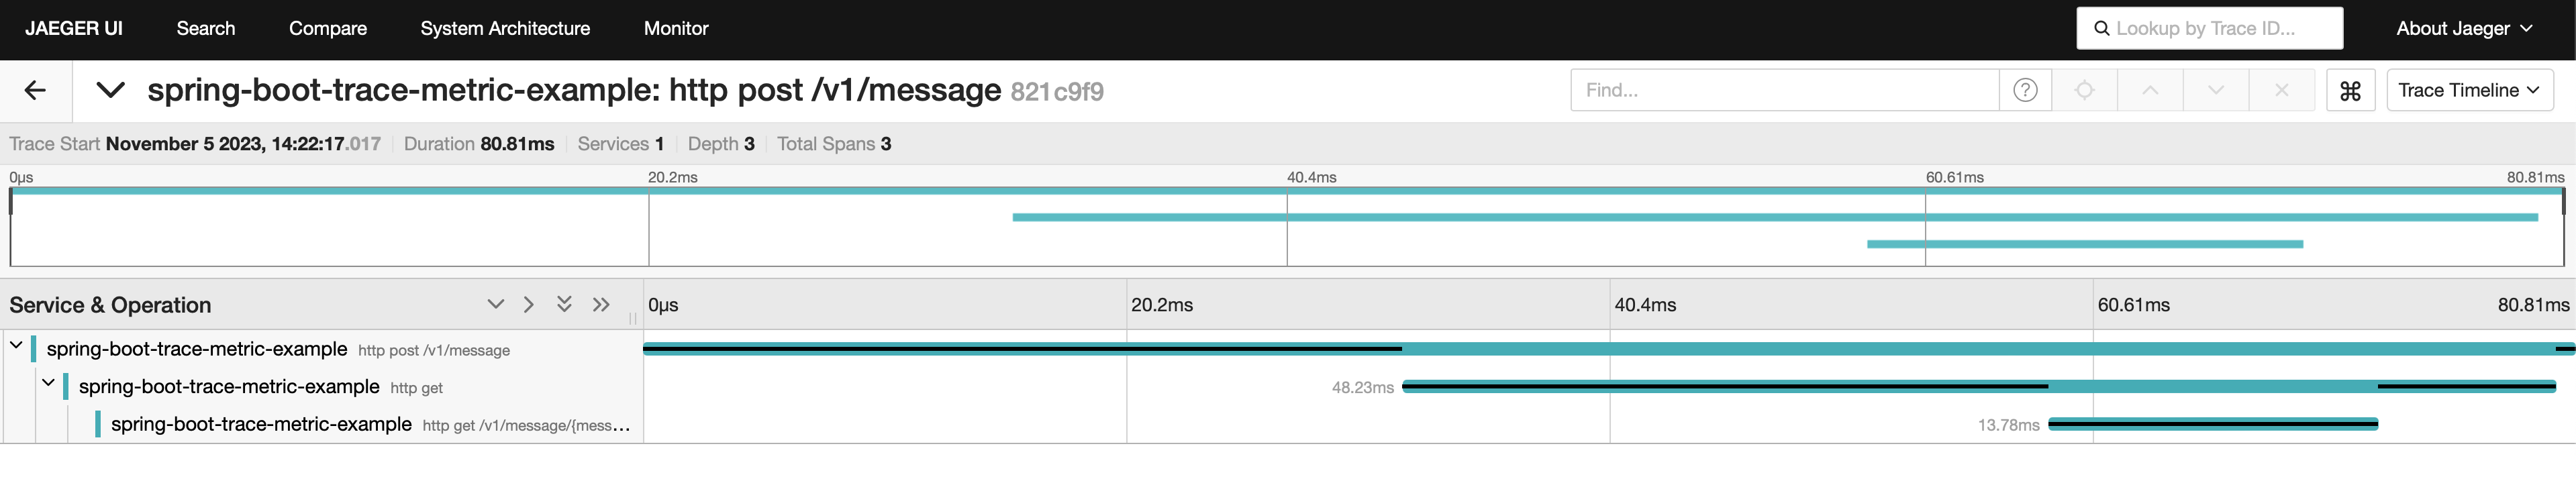 JAEGER UI Search Compare System Architecture Monitor Lookup by Trace ID... About Jaeger
spring-boot-trace-metric-example: http post /v1/message 821c9f9 Find... ? ⌘ Trace Timeline
Trace Start November 5 2023, 14:22:17.017 Duration 80.81ms Services 1 Depth 3 Total Spans 3
0μs 20.2ms 40.4ms 60.61ms 80.81ms
Service & Operation 0μs 20.2ms 40.4ms 60.61ms 80.81ms
spring-boot-trace-metric-example http post /v1/message
spring-boot-trace-metric-example http get 48.23ms
spring-boot-trace-metric-example http get /v1/message/{mess... 13.78ms